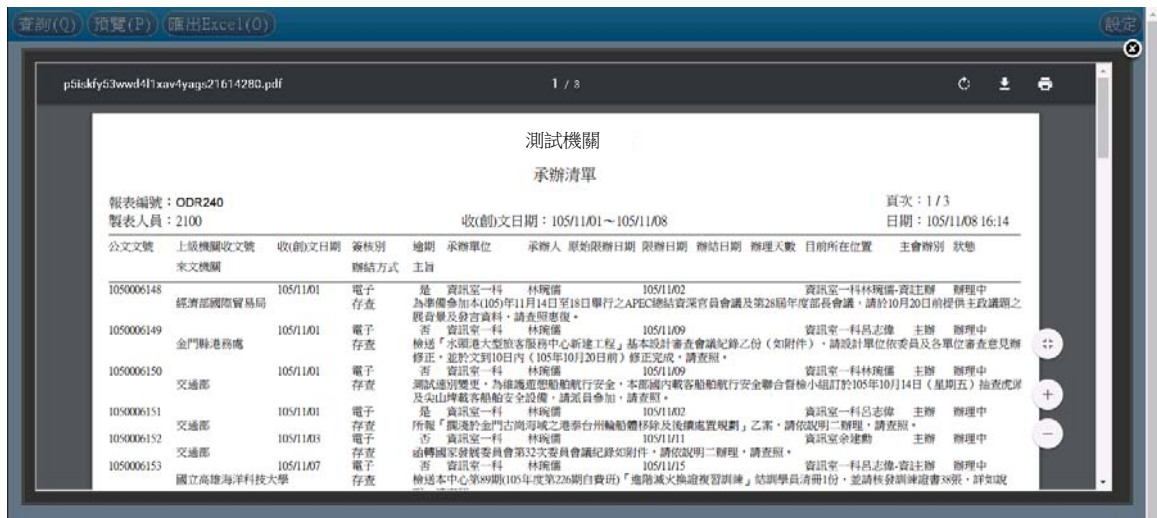 查詢(Q) 預覽(P) 匯出Excel(O) 設定
p5iskfy53wwd4l1xav4yags21614280.pdf 1 / 3
測試機關
承辦清單
報表編號：ODR240 頁次：1/3
製表人員：2100 收(創)文日期：105/11/01～105/11/08 日期：105/11/08 16:14
公文文號 上級機關收文號 收(創)文日期 簽核別 逾期 承辦單位 承辦人 原始限辦日期 限辦日期 辦結日期 辦理天數 目前所在位置 主會辦別 狀態
來文機關 辦結方式 主旨
1050006148 105/11/01 電子 是 資訊室一科 林琬儒 105/11/02 資訊室一科林琬儒-資訊主辦 辦理中
經濟部國際貿易局 存查 為準備參加本(105)年11月14日至18日舉行之APEC總結資深官員會議及第28屆年度部長會議，請於10月20日前提供主政議題之
展背景及發言資料，請查照惠復。
1050006149 105/11/01 電子 否 資訊室一科 林琬儒 105/11/09 資訊室一科呂志偉 主辦 辦理中
金門縣港務處 存查 檢送「水頭港大型旅客服務中心新建工程」基本設計審查會議紀錄乙份（如附件），請設計單位依委員及各單位審查意見辦
修正，並於文到10日內（105年10月20日前）修正完成，請查照。
1050006150 105/11/01 電子 否 資訊室一科 林琬儒 105/11/09 資訊室一科林琬儒 主辦 辦理中
交通部 存查 測試速別變更，為維護遊憩船舶航行安全，本部國內載客船舶航行安全聯合督檢小組訂於105年10月14日（星期五）抽查虎
及尖山埤載客船舶安全設備，請派員參加，請查照。
1050006151 105/11/01 電子 是 資訊室一科 林琬儒 105/11/02 資訊室一科呂志偉 主辦 辦理中
交通部 存查 所報「擱淺於金門古崗海域之港泰台州輪船體移除及後續處置規劃」乙案，請依說明二辦理，請查照。
1050006152 105/11/03 電子 否 資訊室一科 林琬儒 105/11/11 資訊室余建勳 主辦 辦理中
交通部 存查 函轉國家發展委員會第32次委員會議紀錄如附件，請依說明二辦理，請查照。
1050006153 105/11/07 電子 否 資訊室一科 林琬儒 105/11/15 資訊室一科呂志偉-資訊主辦 辦理中
國立高雄海洋科技大學 存查 檢送本中心第89期(105年度第226期自費班)「進階滅火換證複習訓練」結訓學員清冊1份，並請核發訓練證書38張，詳如說